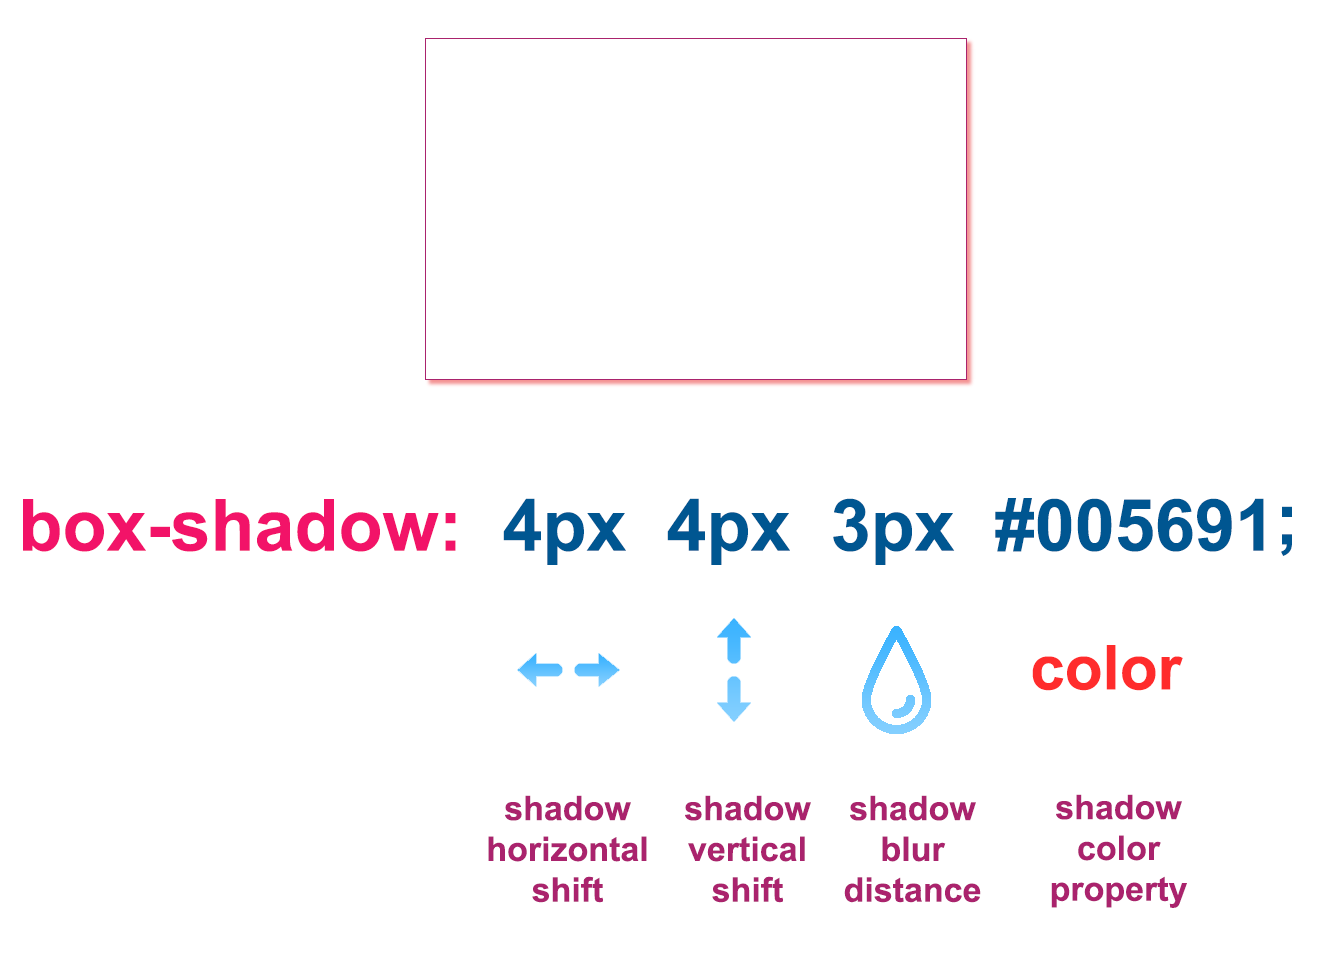 box-shadow: 4px 4px 3px #005691;
color
shadow horizontal shift
shadow vertical shift
shadow blur distance
shadow color property